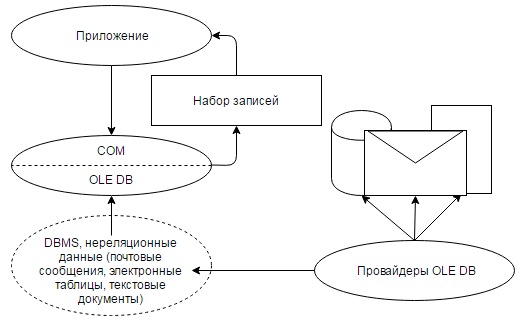 Приложение
Набор записей
COM
OLE DB
DBMS, нереляционные
данные (почтовые
сообщения, электронные
таблицы, текстовые
документы)
Провайдеры OLE DB